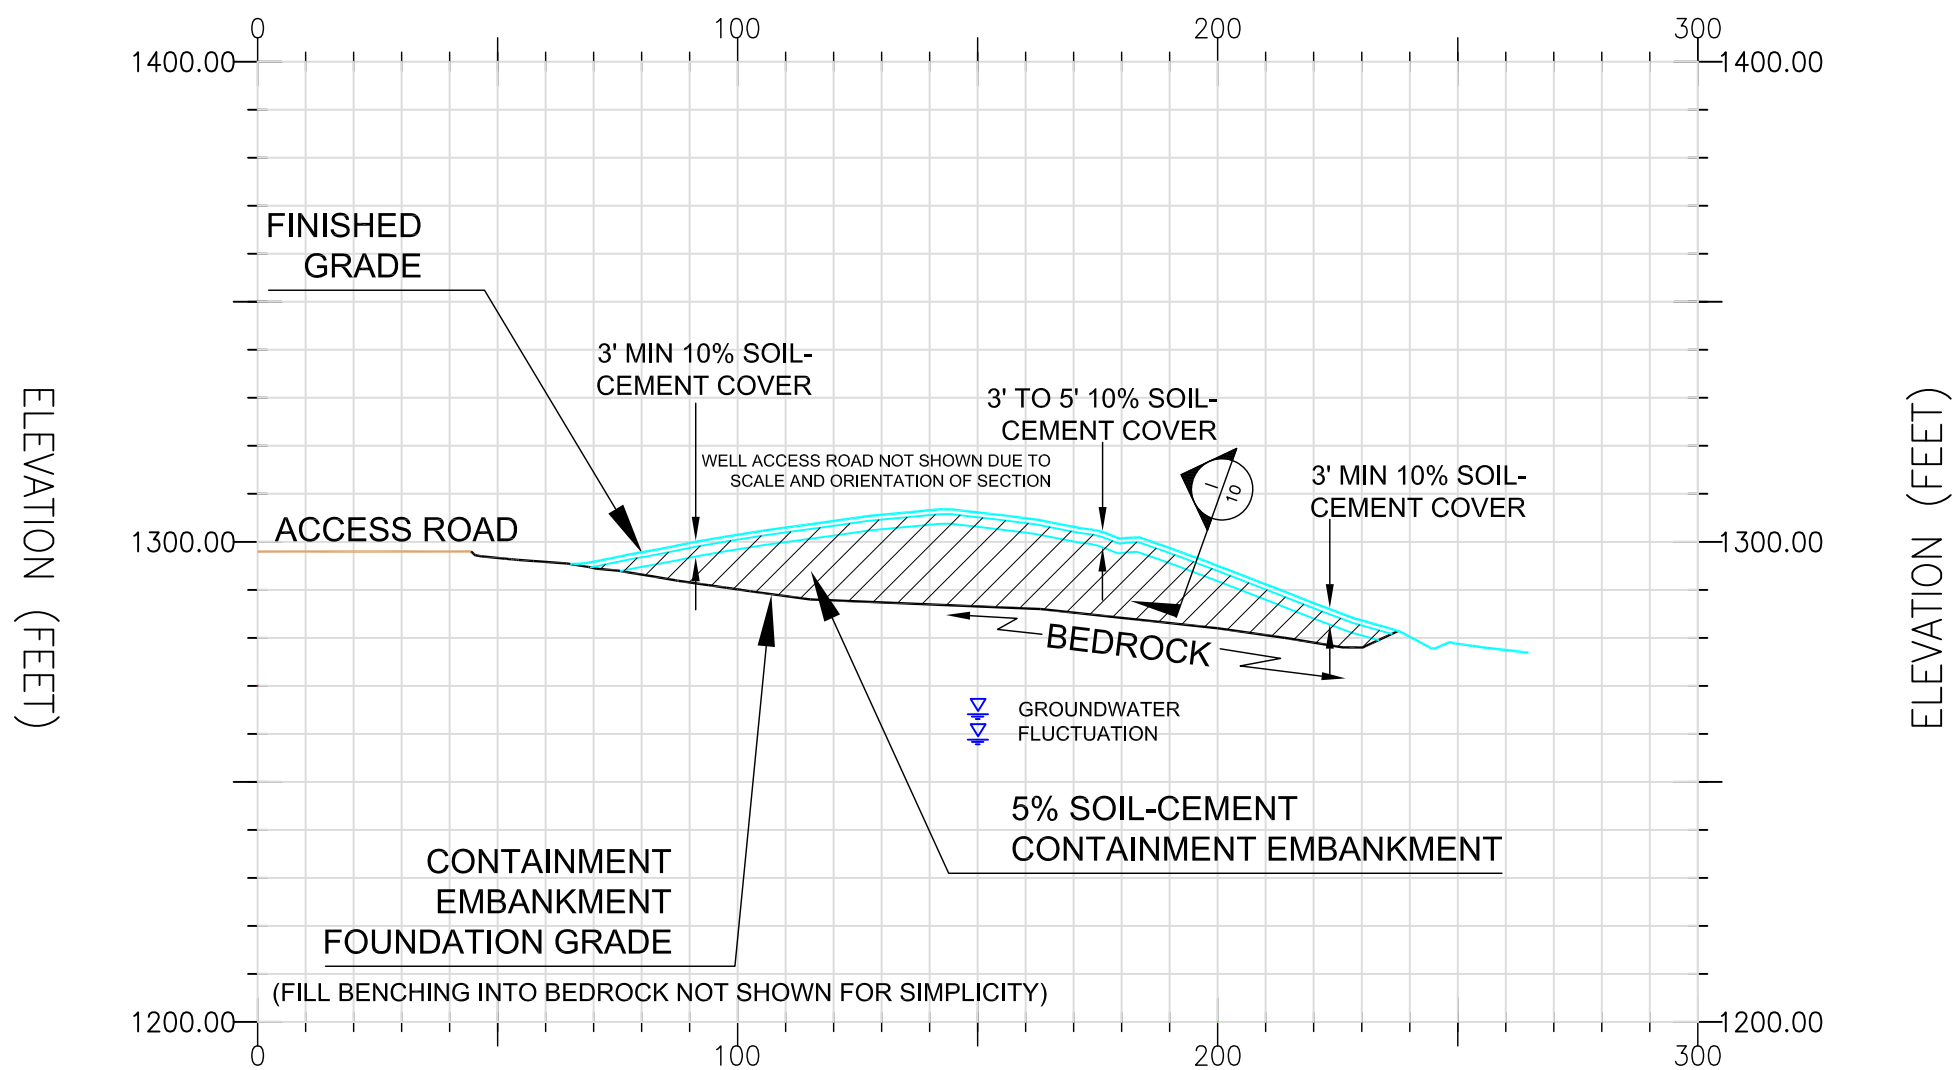 0 100 200 300
1400.00 1400.00
FINISHED
GRADE
3' MIN 10% SOIL-
CEMENT COVER
3' TO 5' 10% SOIL-
CEMENT COVER
WELL ACCESS ROAD NOT SHOWN DUE TO
SCALE AND ORIENTATION OF SECTION
I
10
3' MIN 10% SOIL-
CEMENT COVER
ACCESS ROAD
1300.00 1300.00
ELEVATION (FEET)
ELEVATION (FEET)
BEDROCK
GROUNDWATER
FLUCTUATION
5% SOIL-CEMENT
CONTAINMENT EMBANKMENT
CONTAINMENT
EMBANKMENT
FOUNDATION GRADE
(FILL BENCHING INTO BEDROCK NOT SHOWN FOR SIMPLICITY)
1200.00 1200.00
0 100 200 300